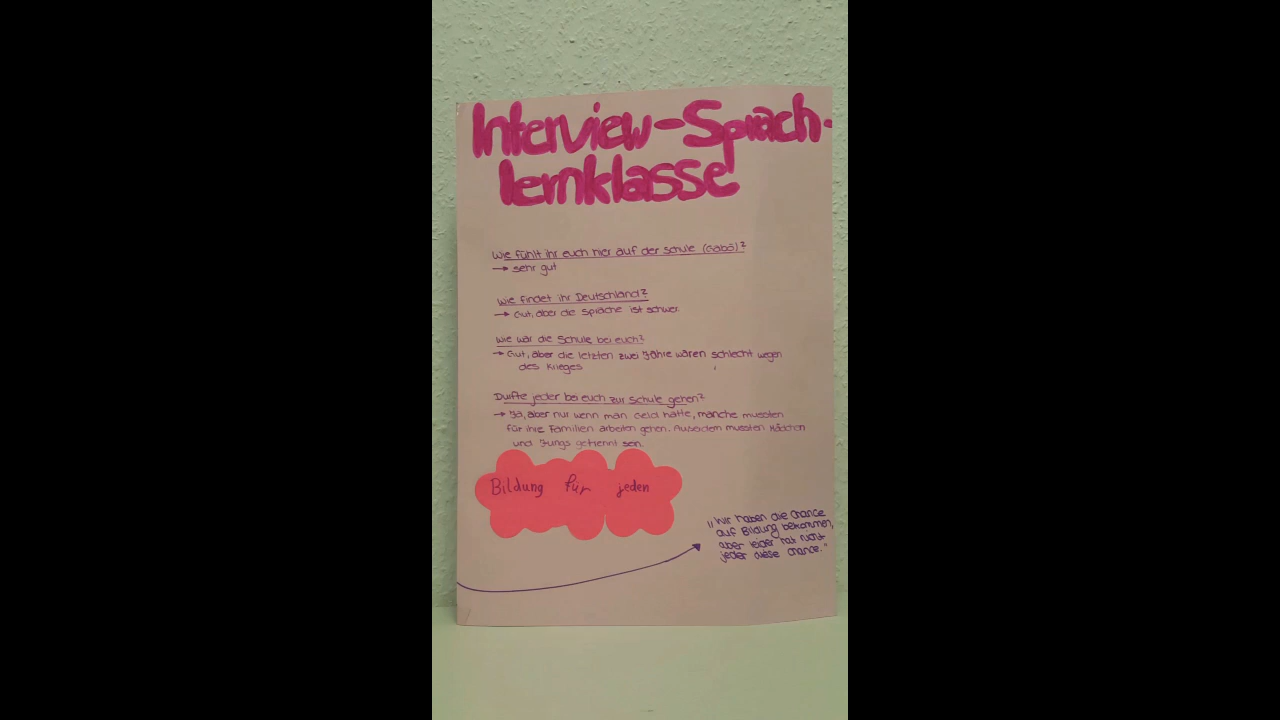 Interview-Sprach-
lernklasse
Wie fühlt ihr euch hier auf der Schule (Gabö)?
→ sehr gut
Wie findet ihr Deutschland?
→ Gut, aber die Sprache ist schwer
Wie war die Schule bei euch?
→ Gut, aber die letzten zwei Jahre waren schlecht wegen
des Krieges
Durfte jeder bei euch zur Schule gehen?
→ Ja, aber nur wenn man Geld hatte, manche mussten
für ihre Familien arbeiten gehen. Außerdem mussten Mädchen
und Jungs getrennt sein.
Bildung für jeden
„Wir haben die Chance
auf Bildung bekommen,
aber leider hat nicht
jeder diese Chance."